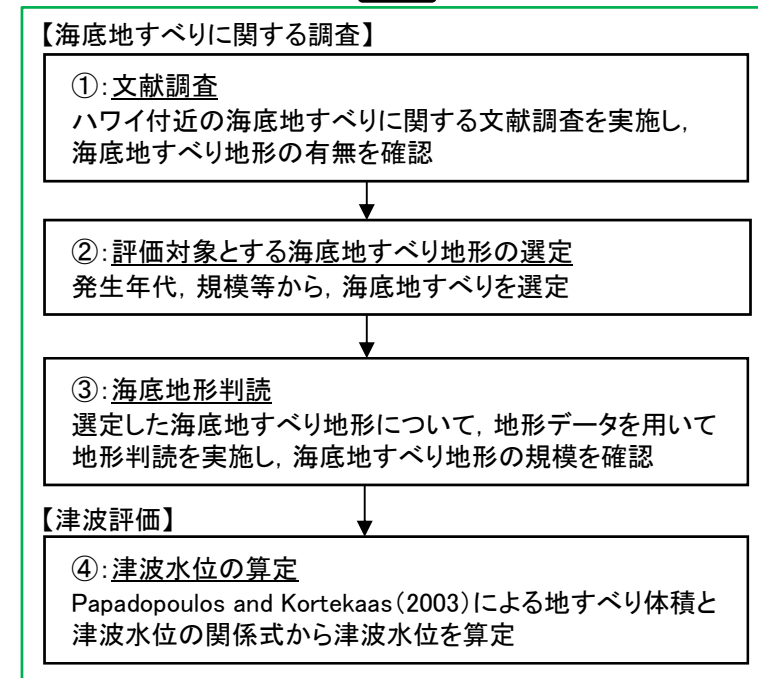 【海底地すべりに関する調査】
①：文献調査
ハワイ付近の海底地すべりに関する文献調査を実施し，
海底地すべり地形の有無を確認
②：評価対象とする海底地すべり地形の選定
発生年代，規模等から，海底地すべりを選定
③：海底地形判読
選定した海底地すべり地形について，地形データを用いて
地形判読を実施し，海底地すべり地形の規模を確認
【津波評価】
④：津波水位の算定
Papadopoulos and Kortekaas（2003）による地すべり体積と
津波水位の関係式から津波水位を算定